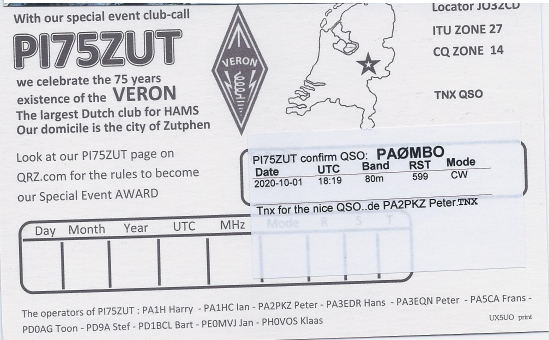 With our special event club-call
PI75ZUT
we celebrate the 75 years
existence of the VERON
The largest Dutch club for HAMS
Our domicile is the city of Zutphen
VERON
Locator JO32CD
ITU ZONE 27
CQ ZONE 14
TNX QSO
Look at our PI75ZUT page on
QRZ.com for the rules to become
our Special Event AWARD
PI75ZUT confirm QSO: PAØMBO
Date UTC Band RST Mode
2020-10-01 18:19 80m 599 CW
Tnx for the nice QSO..de PA2PKZ Peter.TNX
Day Month Year UTC MHz Mode R S T
The operators of PI75ZUT : PA1H Harry - PA1HC Ian - PA2PKZ Peter - PA3EDR Hans - PA3EQN Peter - PA5CA Frans -
PD0AG Toon - PD9A Stef - PD1BCL Bart - PE0MVJ Jan - PH0VOS Klaas
UX5UO print